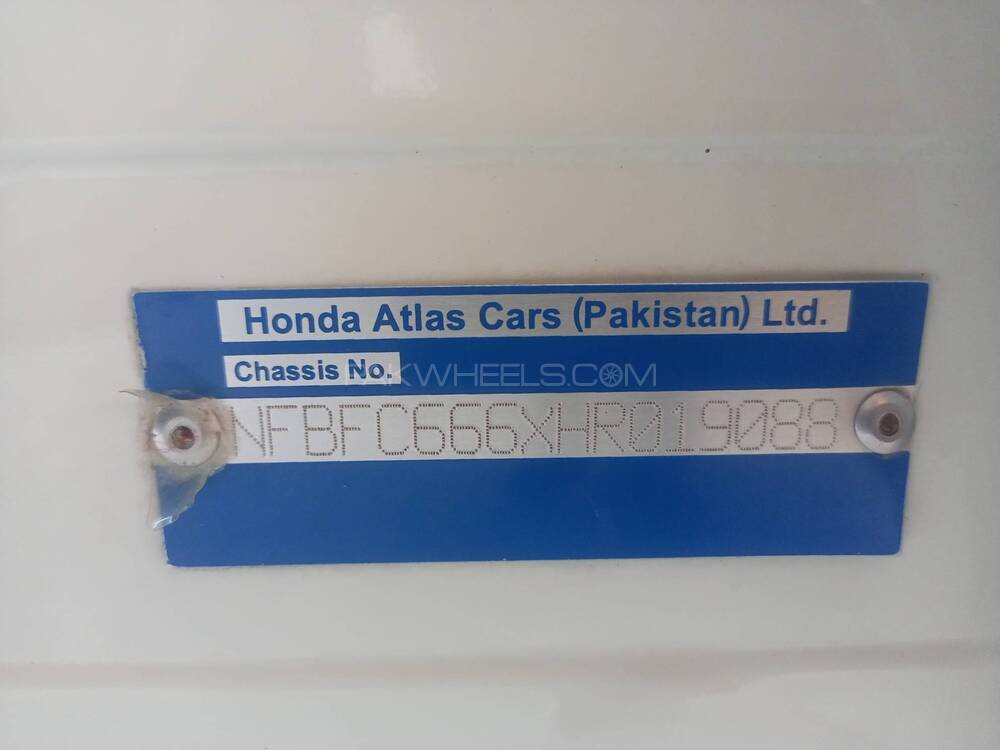 Honda Atlas Cars (Pakistan) Ltd.
Chassis No.
PAKWHEELS.COM
NFBFC666XHR019088